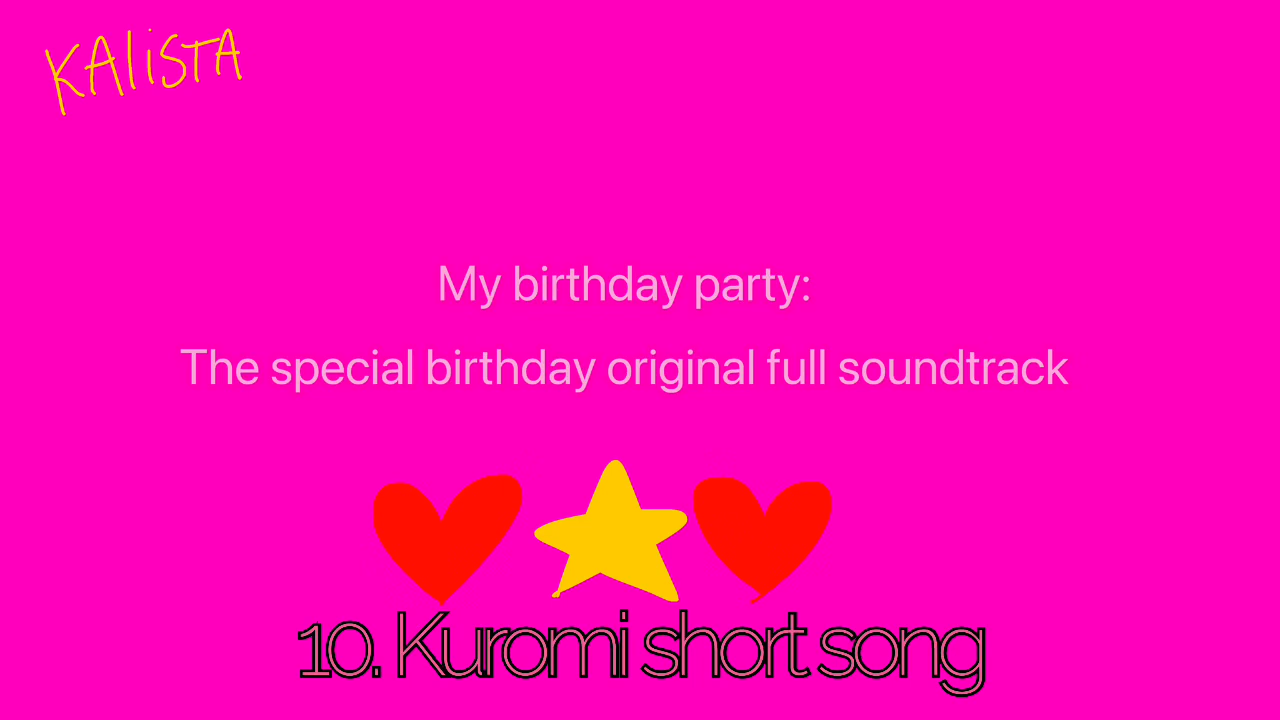 KALiSTA
My birthday party:
The special birthday original full soundtrack
10. Kuromi short song